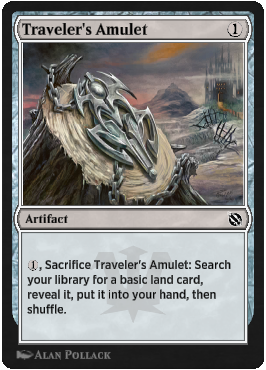 Traveler's Amulet 1
Artifact
1, Sacrifice Traveler's Amulet: Search
your library for a basic land card,
reveal it, put it into your hand, then
shuffle.
ALAN POLLACK